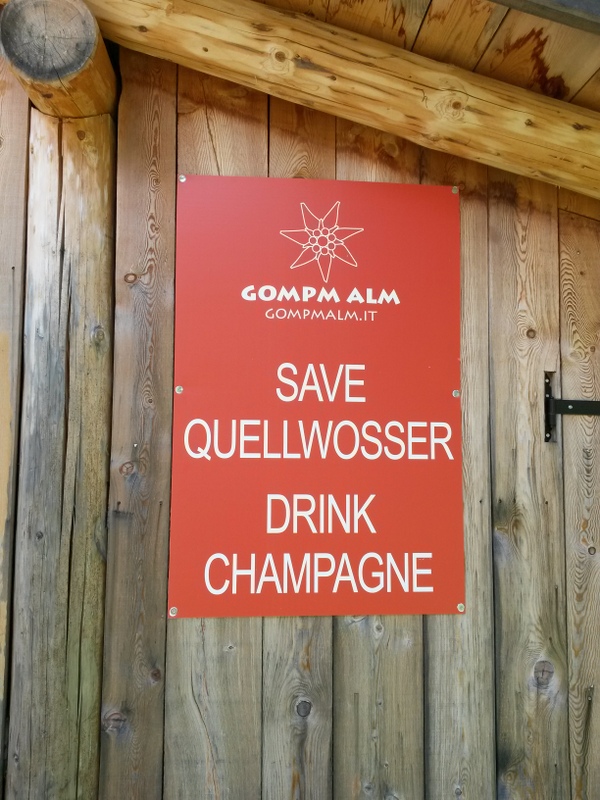 GOMPM ALM
GOMPMALM.IT
SAVE
QUELLWOSSER
DRINK
CHAMPAGNE